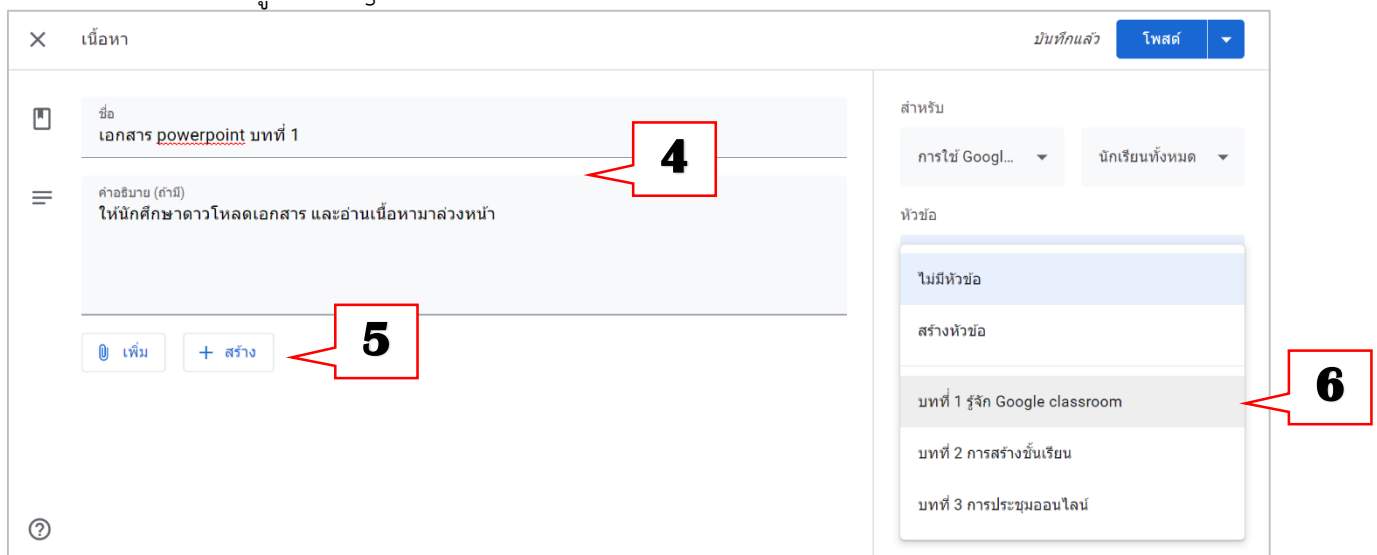 เนื้อหา
บันทึกแล้ว
โพสต์
ชื่อ
เอกสาร powerpoint บทที่ 1
4
คำอธิบาย (ถ้ามี)
ให้นักศึกษาดาวโหลดเอกสาร และอ่านเนื้อหามาล่วงหน้า
เพิ่ม
สร้าง
5
สำหรับ
การใช้ Googl...
นักเรียนทั้งหมด
หัวข้อ
ไม่มีหัวข้อ
สร้างหัวข้อ
บทที่ 1 รู้จัก Google classroom
6
บทที่ 2 การสร้างชั้นเรียน
บทที่ 3 การประชุมออนไลน์